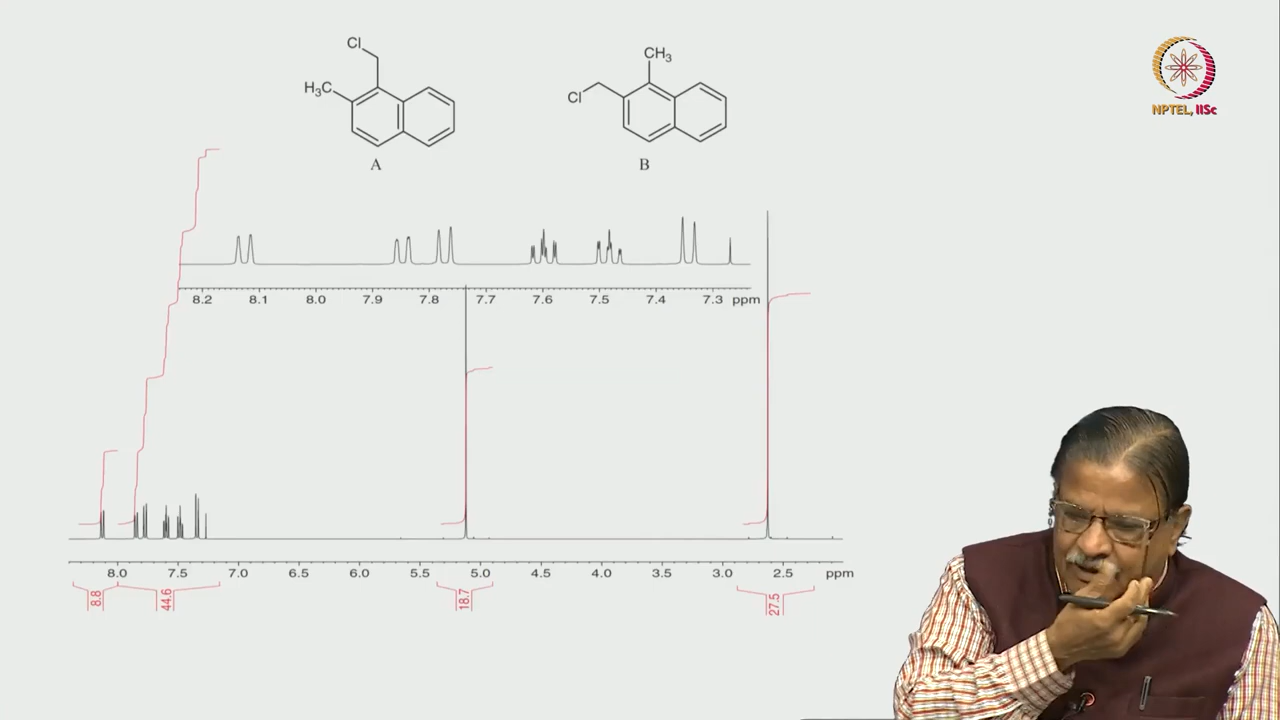 Cl
CH₃
H₃C
Cl
A
B
NPTEL, IISc
8.2 8.1 8.0 7.9 7.8 7.7 7.6 7.5 7.4 7.3 ppm
8.0 7.5 7.0 6.5 6.0 5.5 5.0 4.5 4.0 3.5 3.0 2.5 ppm
8.8 44.6 18.7 27.5